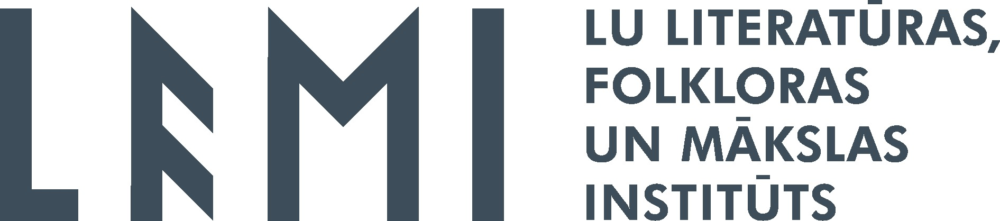 LFMI
LU LITERATŪRAS,
FOLKLORAS
UN MĀKSLAS
INSTITŪTS